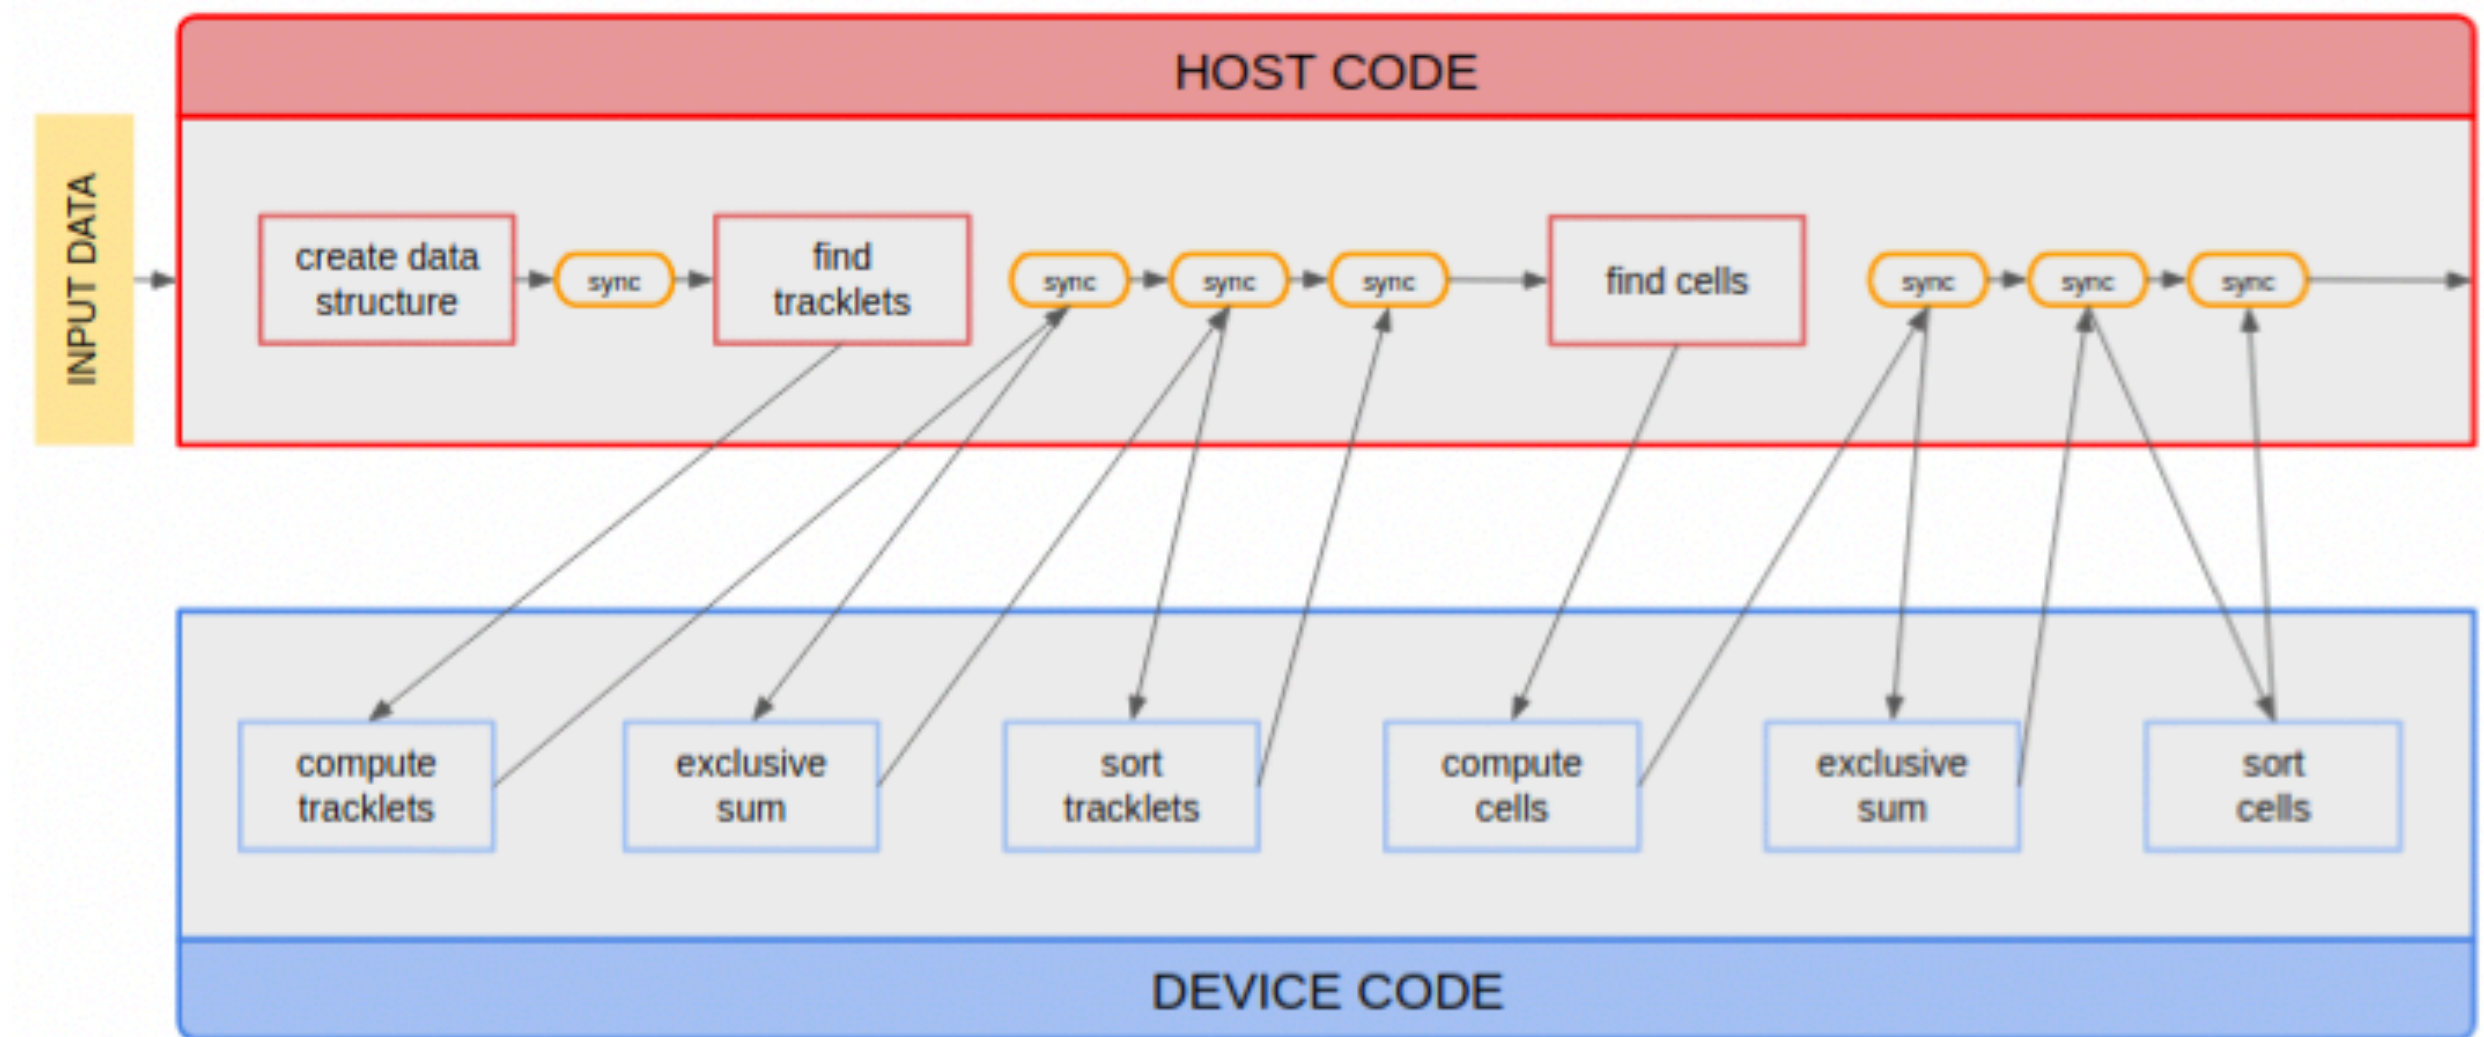 HOST CODE
INPUT DATA
create data
structure
sync
find
tracklets
sync
sync
sync
find cells
sync
sync
sync
compute
tracklets
exclusive
sum
sort
tracklets
compute
cells
exclusive
sum
sort
cells
DEVICE CODE